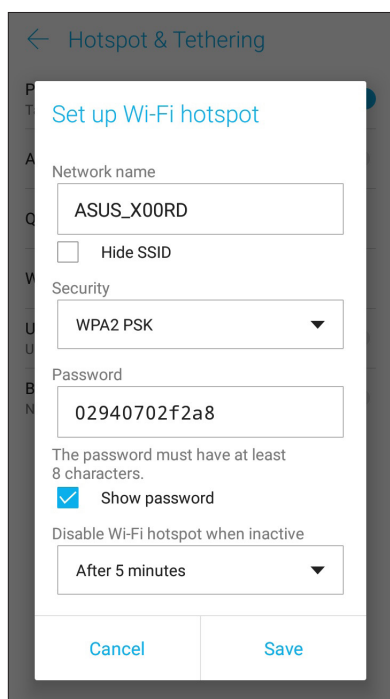 Hotspot & Tethering
Set up Wi-Fi hotspot
Network name
ASUS_X00RD
Hide SSID
Security
WPA2 PSK
Password
02940702f2a8
The password must have at least
8 characters.
Show password
Disable Wi-Fi hotspot when inactive
After 5 minutes
Cancel
Save